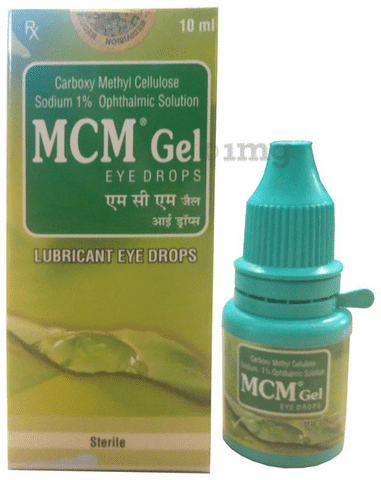 Rx
10 ml
Carboxy Methyl Cellulose
Sodium 1% Ophthalmic Solution
MCM® Gel
EYE DROPS
एम सी एम जैल
आई ड्रॉप्स
LUBRICANT EYE DROPS
Sterile
1mg
Carboxy Methyl Cellulose
Sodium 1% Ophthalmic Solution
MCM® Gel
EYE DROPS